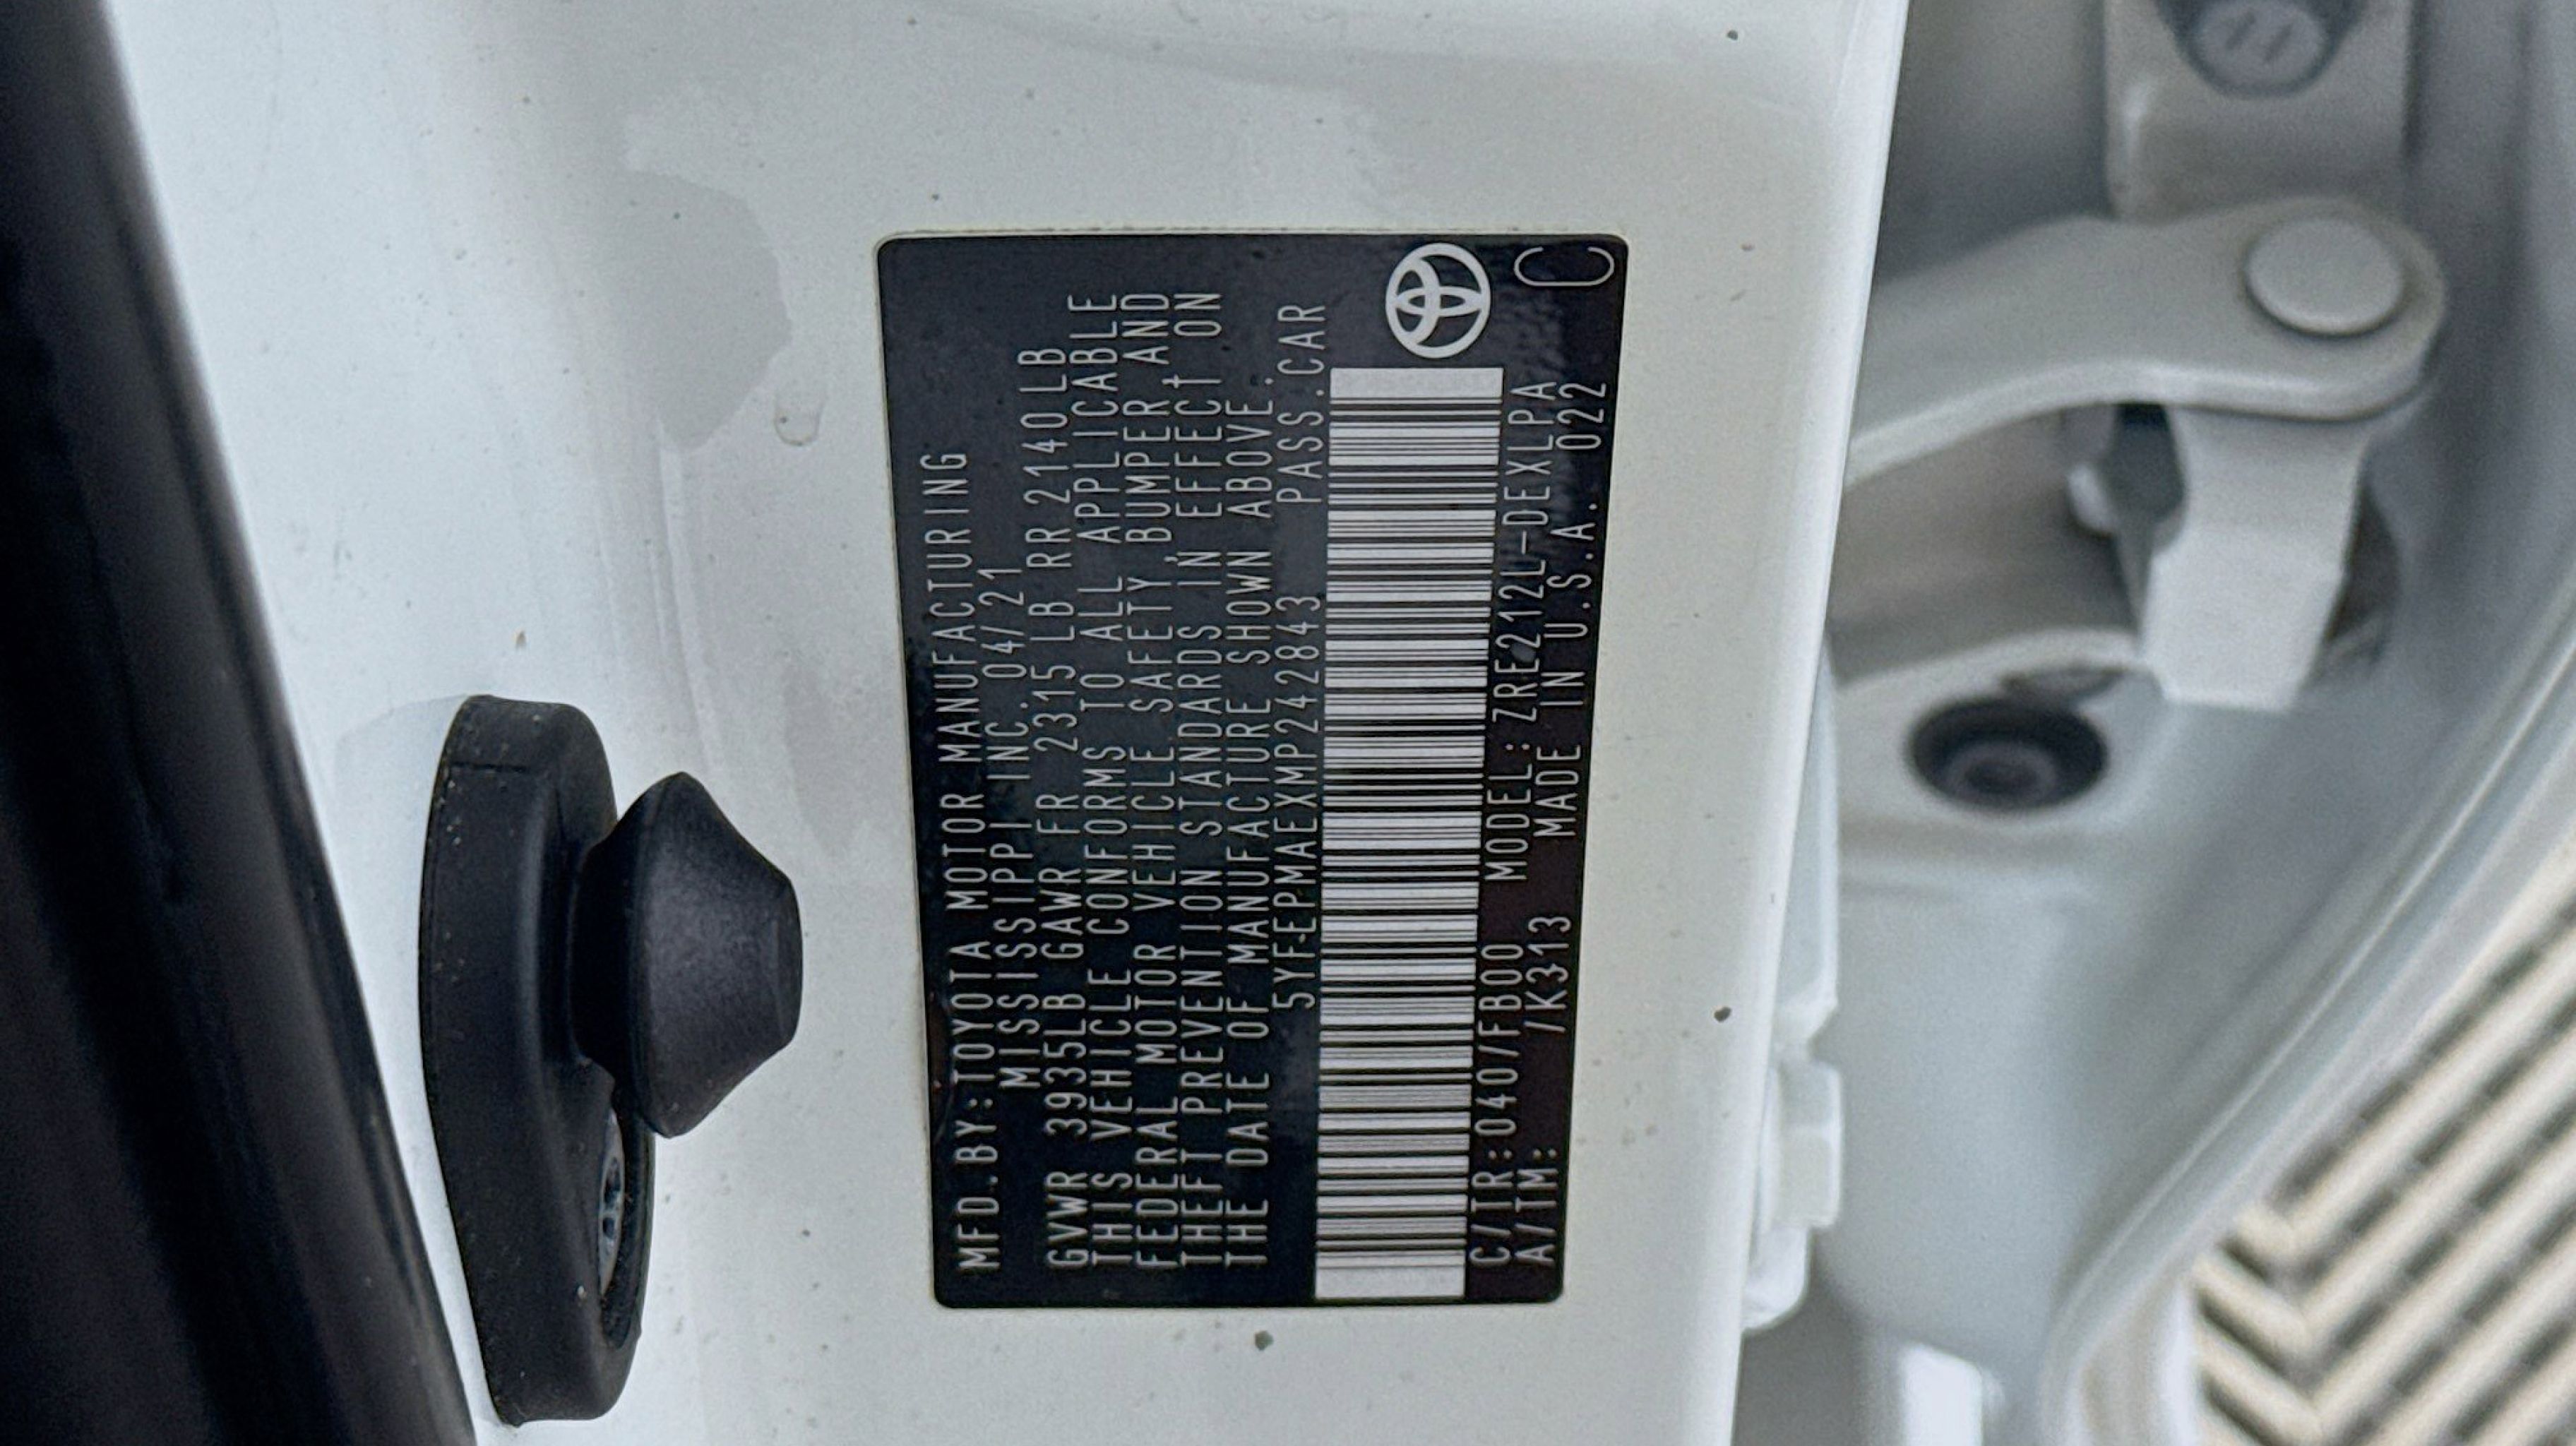 MFD.BY:TOYOTA MOTOR MANUFACTURING
MISSISSIPPI INC. 04/21
GVWR 3935LB GAWR FR 2315LB RR 2140LB
THIS VEHICLE CONFORMS TO ALL APPLICABLE
FEDERAL MOTOR VEHICLE SAFETY, BUMPER AND
THEFT PREVENTION STANDARDS IN EFFECT ON
THE DATE OF MANUFACTURE SHOWN ABOVE.
5YFEPMAEXMP242843 PASS.CAR
C/TR:040/FB00 MODEL:ZRE212L-DEXLPA
A/TM: /K313 MADE IN U.S.A. 022 C